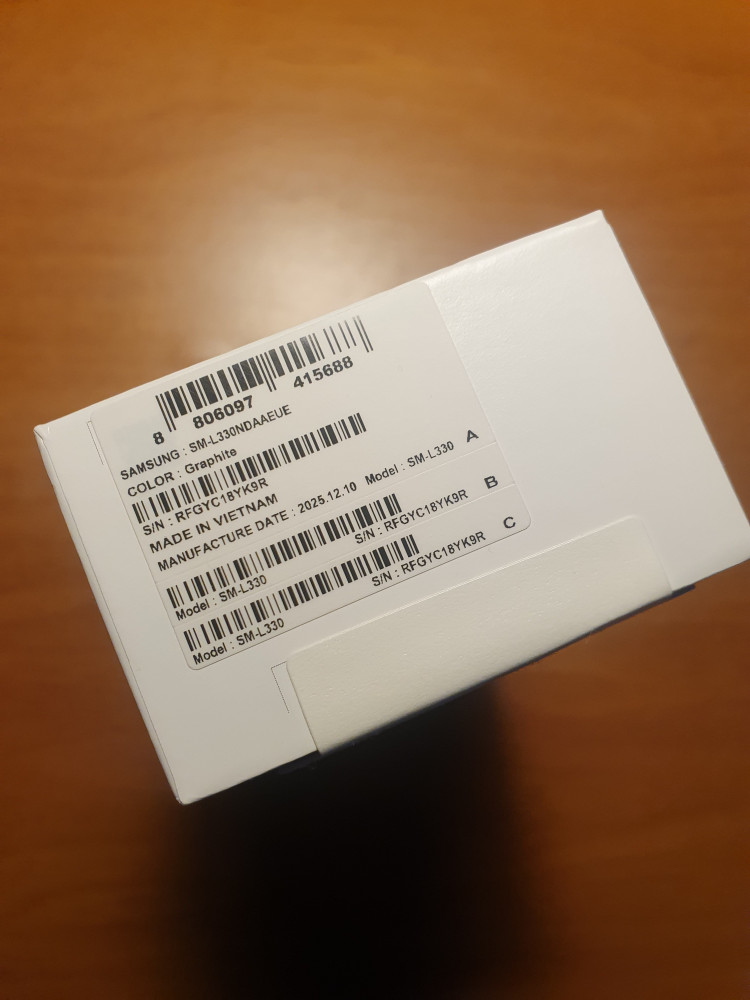 8 806097 415688
SAMSUNG : SM-L330NDAAEUE
COLOR : Graphite
S/N : RFGYC18YK9R
MADE IN VIETNAM
MANUFACTURE DATE : 2025.12.10 Model : SM-L330 A
Model : SM-L330 S/N : RFGYC18YK9R B
Model : SM-L330 S/N : RFGYC18YK9R C